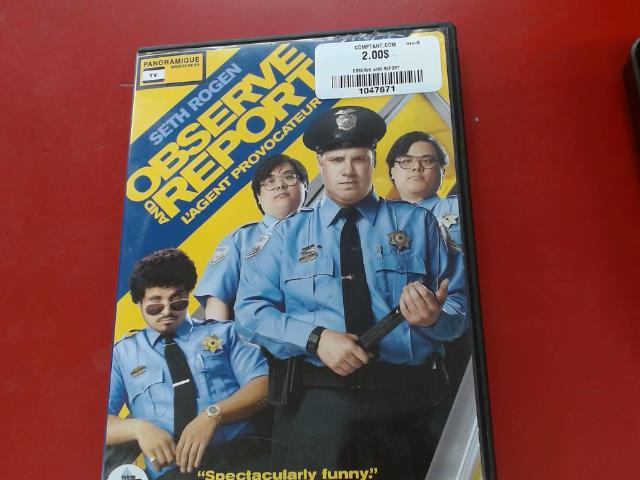 PANORAMIQUE
WIDESCREEN
TV
COMPTANT.COM
2.00$
OBSERVE AND REPORT
1047671
SETH ROGEN
OBSERVE
AND REPORT
L'AGENT PROVOCATEUR
"Spectacularly funny."